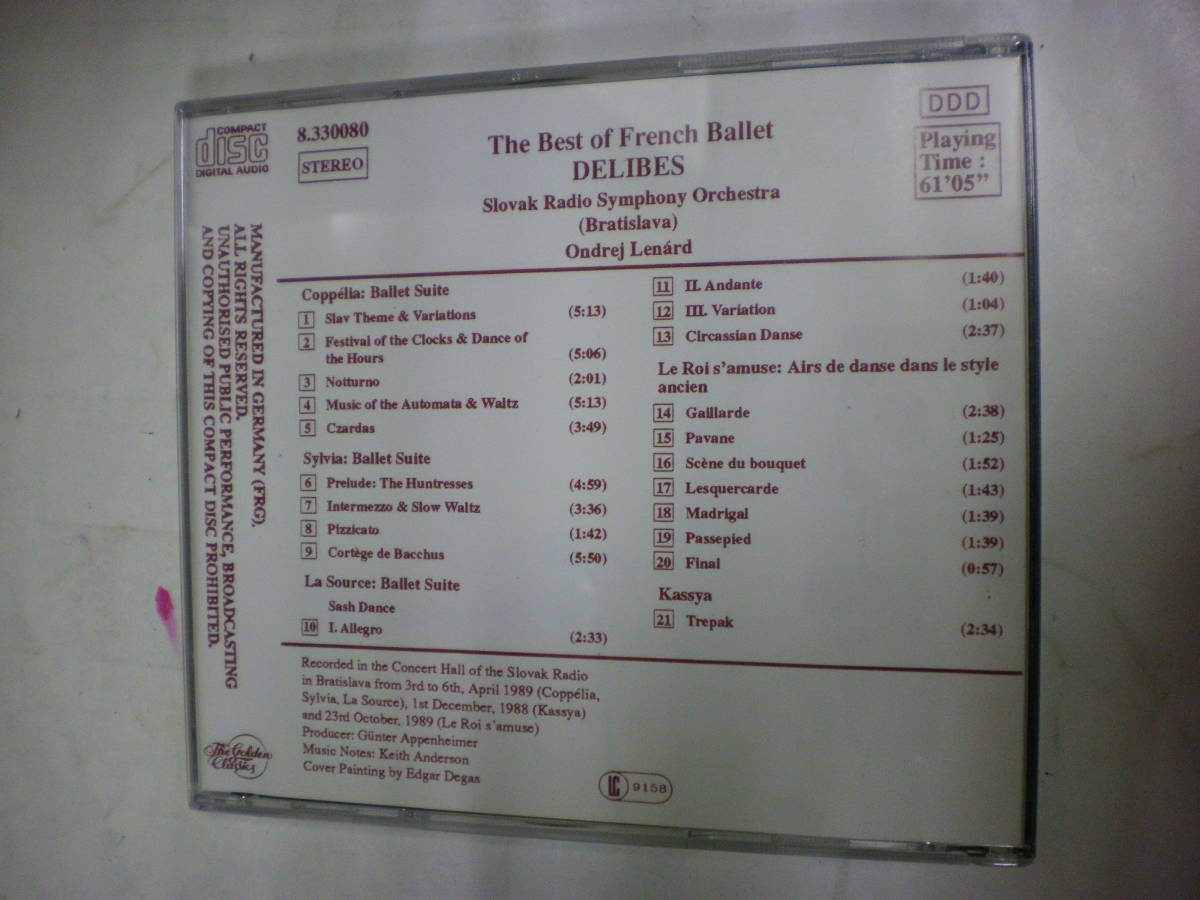 COMPACT
disc
DIGITAL AUDIO
8.330080
STEREO
The Best of French Ballet
DELIBES
Slovak Radio Symphony Orchestra
(Bratislava)
Ondrej Lenárd
DDD
Playing
Time :
61'05"
MANUFACTURED IN GERMANY (FRG),
ALL RIGHTS RESERVED.
UNAUTHORISED PUBLIC PERFORMANCE, BROADCASTING
AND COPYING OF THIS COMPACT DISC PROHIBITED.
Coppélia: Ballet Suite
1 Slav Theme & Variations (5:13)
2 Festival of the Clocks & Dance of
the Hours (5:06)
3 Notturno (2:01)
4 Music of the Automata & Waltz (5:13)
5 Czardas (3:49)
Sylvia: Ballet Suite
6 Prelude: The Huntresses (4:59)
7 Intermezzo & Slow Waltz (3:36)
8 Pizzicato (1:42)
9 Cortège de Bacchus (5:50)
La Source: Ballet Suite
Sash Dance
10 I. Allegro (2:33)
11 II. Andante (1:40)
12 III. Variation (1:04)
13 Circassian Danse (2:37)
Le Roi s'amuse: Airs de danse dans le style
ancien
14 Gaillarde (2:38)
15 Pavane (1:25)
16 Scène du bouquet (1:52)
17 Lesquercarde (1:43)
18 Madrigal (1:39)
19 Passepied (1:39)
20 Final (0:57)
Kassya
21 Trepak (2:34)
Recorded in the Concert Hall of the Slovak Radio
in Bratislava from 3rd to 6th, April 1989 (Coppélia,
Sylvia, La Source), 1st December, 1988 (Kassya)
and 23rd October, 1989 (Le Roi s'amuse)
Producer: Günter Appenheimer
Music Notes: Keith Anderson
Cover Painting by Edgar Degas
The Golden
Classics
LC 9158